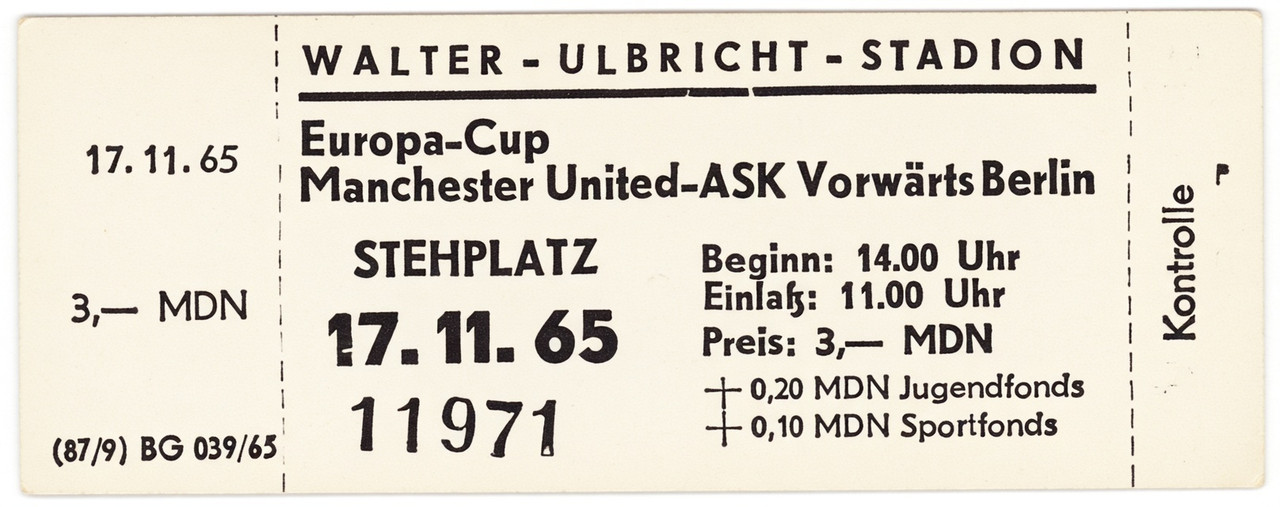 17.11.65
3,— MDN
(87/9) BG 039/65
WALTER - ULBRICHT - STADION
Europa-Cup
Manchester United-ASK Vorwärts Berlin
STEHPLATZ
17.11.65
11971
Beginn: 14.00 Uhr
Einlaß: 11.00 Uhr
Preis: 3,— MDN
+ 0,20 MDN Jugendfonds
+ 0,10 MDN Sportfonds
Kontrolle